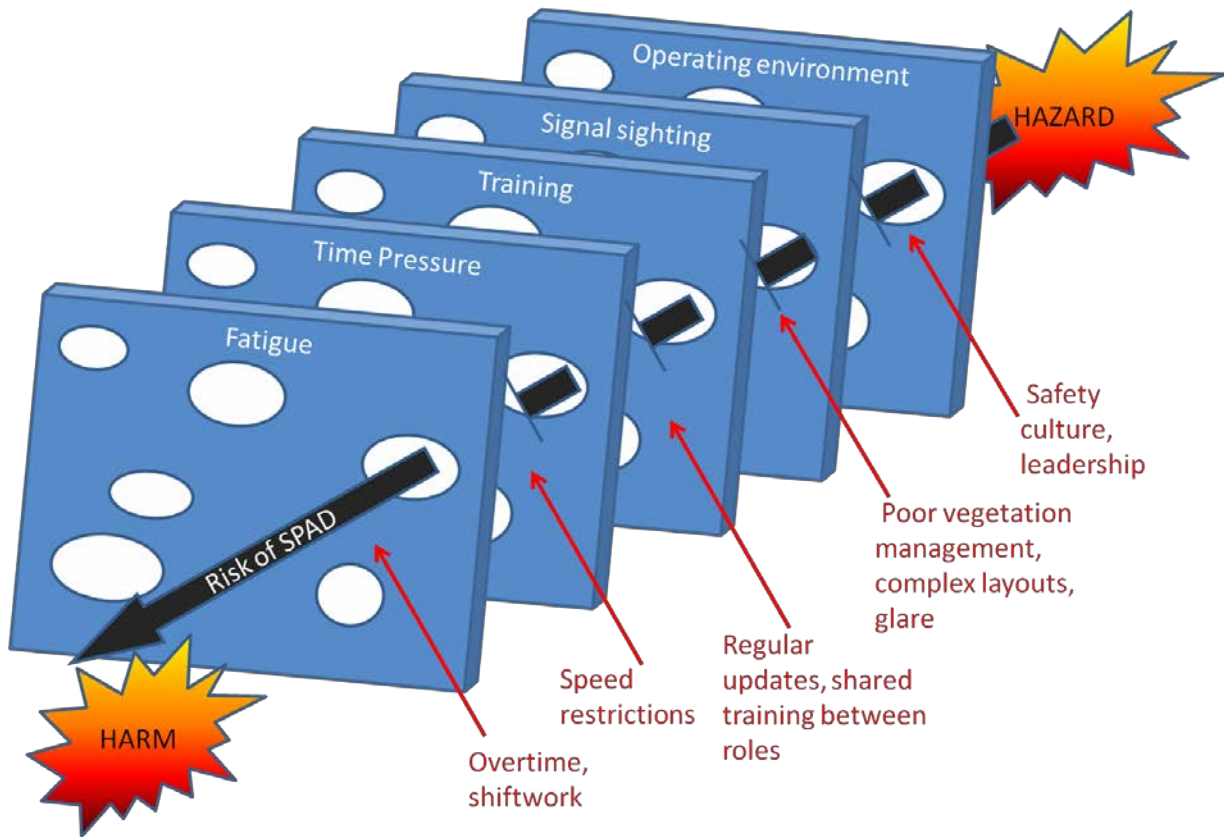 Operating environment
HAZARD
Signal sighting
Training
Time Pressure
Fatigue
Risk of SPAD
HARM
Safety
culture,
leadership
Poor vegetation
management,
complex layouts,
glare
Regular
updates, shared
training between
roles
Speed
restrictions
Overtime,
shiftwork